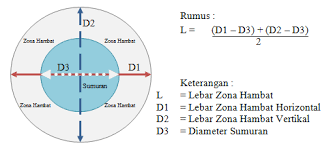 D2
Zona Hambat
Zona Hambat
D3
D1
Sumuran
Zona Hambat
Zona Hambat
Rumus :
L = (D1 – D3) + (D2 – D3)
2
Keterangan :
L = Lebar Zona Hambat
D1 = Lebar Zona Hambat Horizontal
D2 = Lebar Zona Hambat Vertikal
D3 = Diameter Sumuran